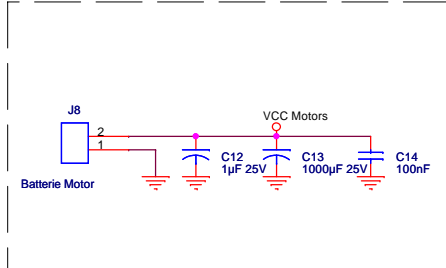 J8
VCC Motors
2
1
C12
1µF 25V
C13
1000µF 25V
C14
100nF
Batterie Motor